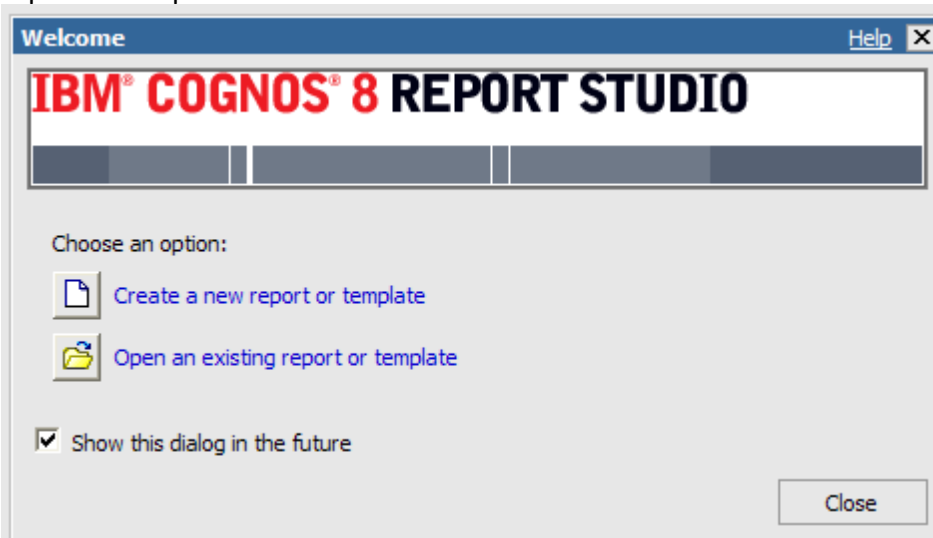 Welcome Help
IBM® COGNOS® 8 REPORT STUDIO
Choose an option:
Create a new report or template
Open an existing report or template
Show this dialog in the future
Close